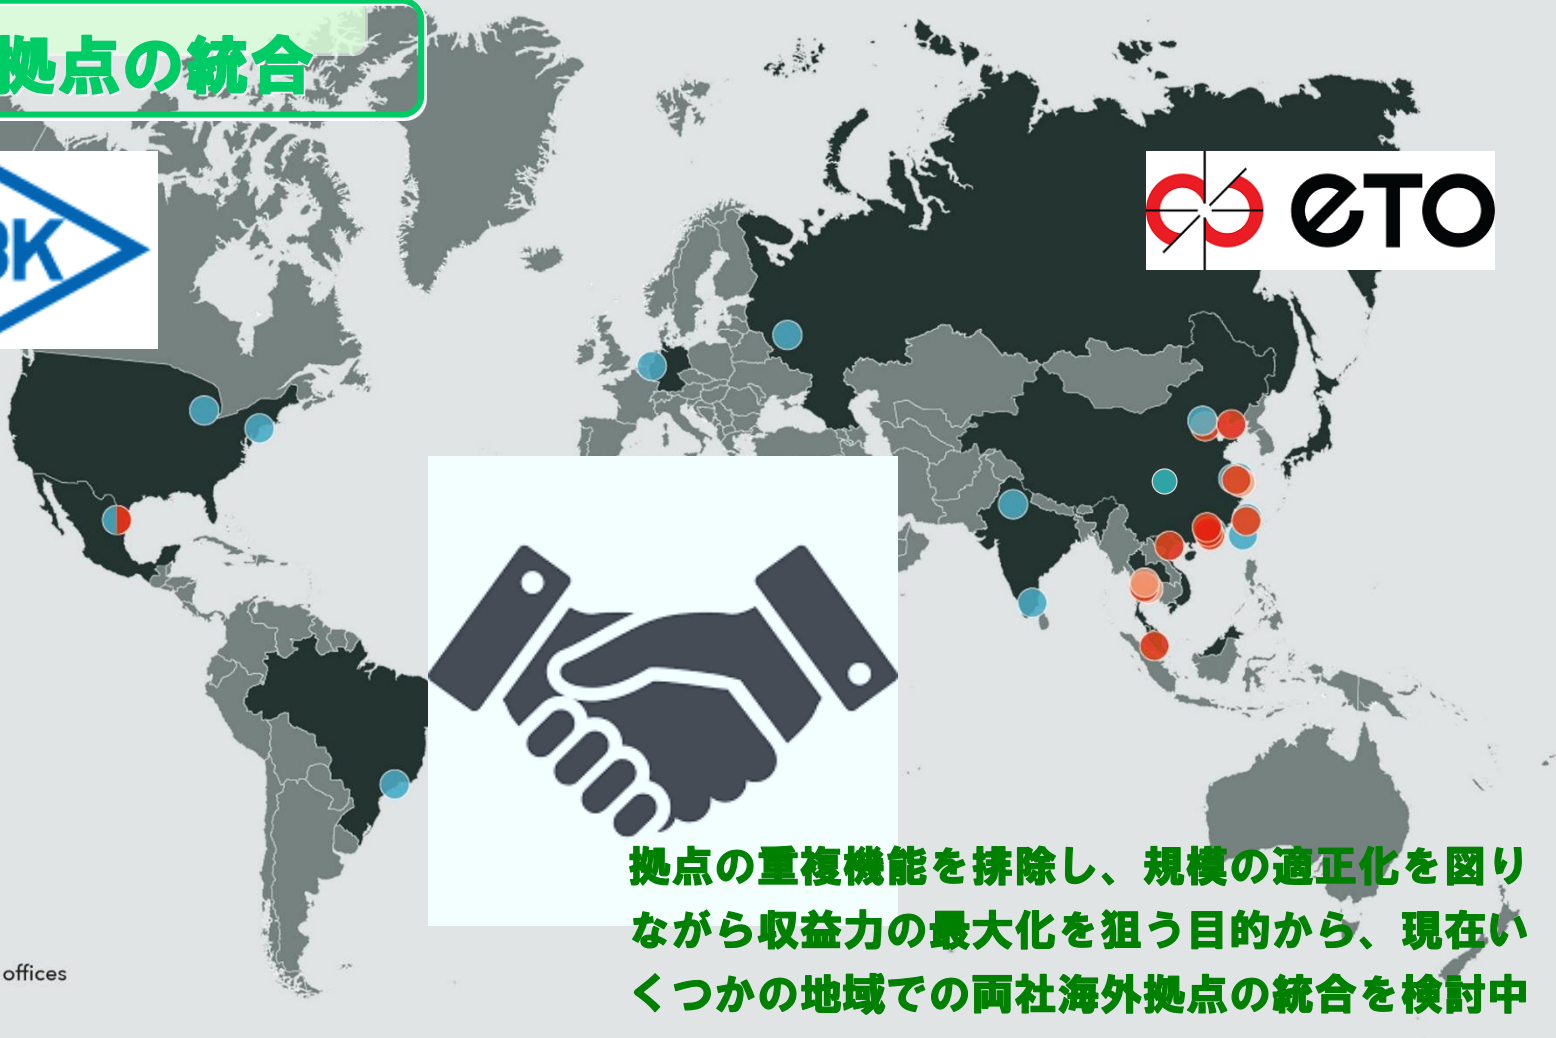 拠点の統合
BK
eTO
拠点の重複機能を排除し、規模の適正化を図り
ながら収益力の最大化を狙う目的から、現在い
くつかの地域での両社海外拠点の統合を検討中
offices